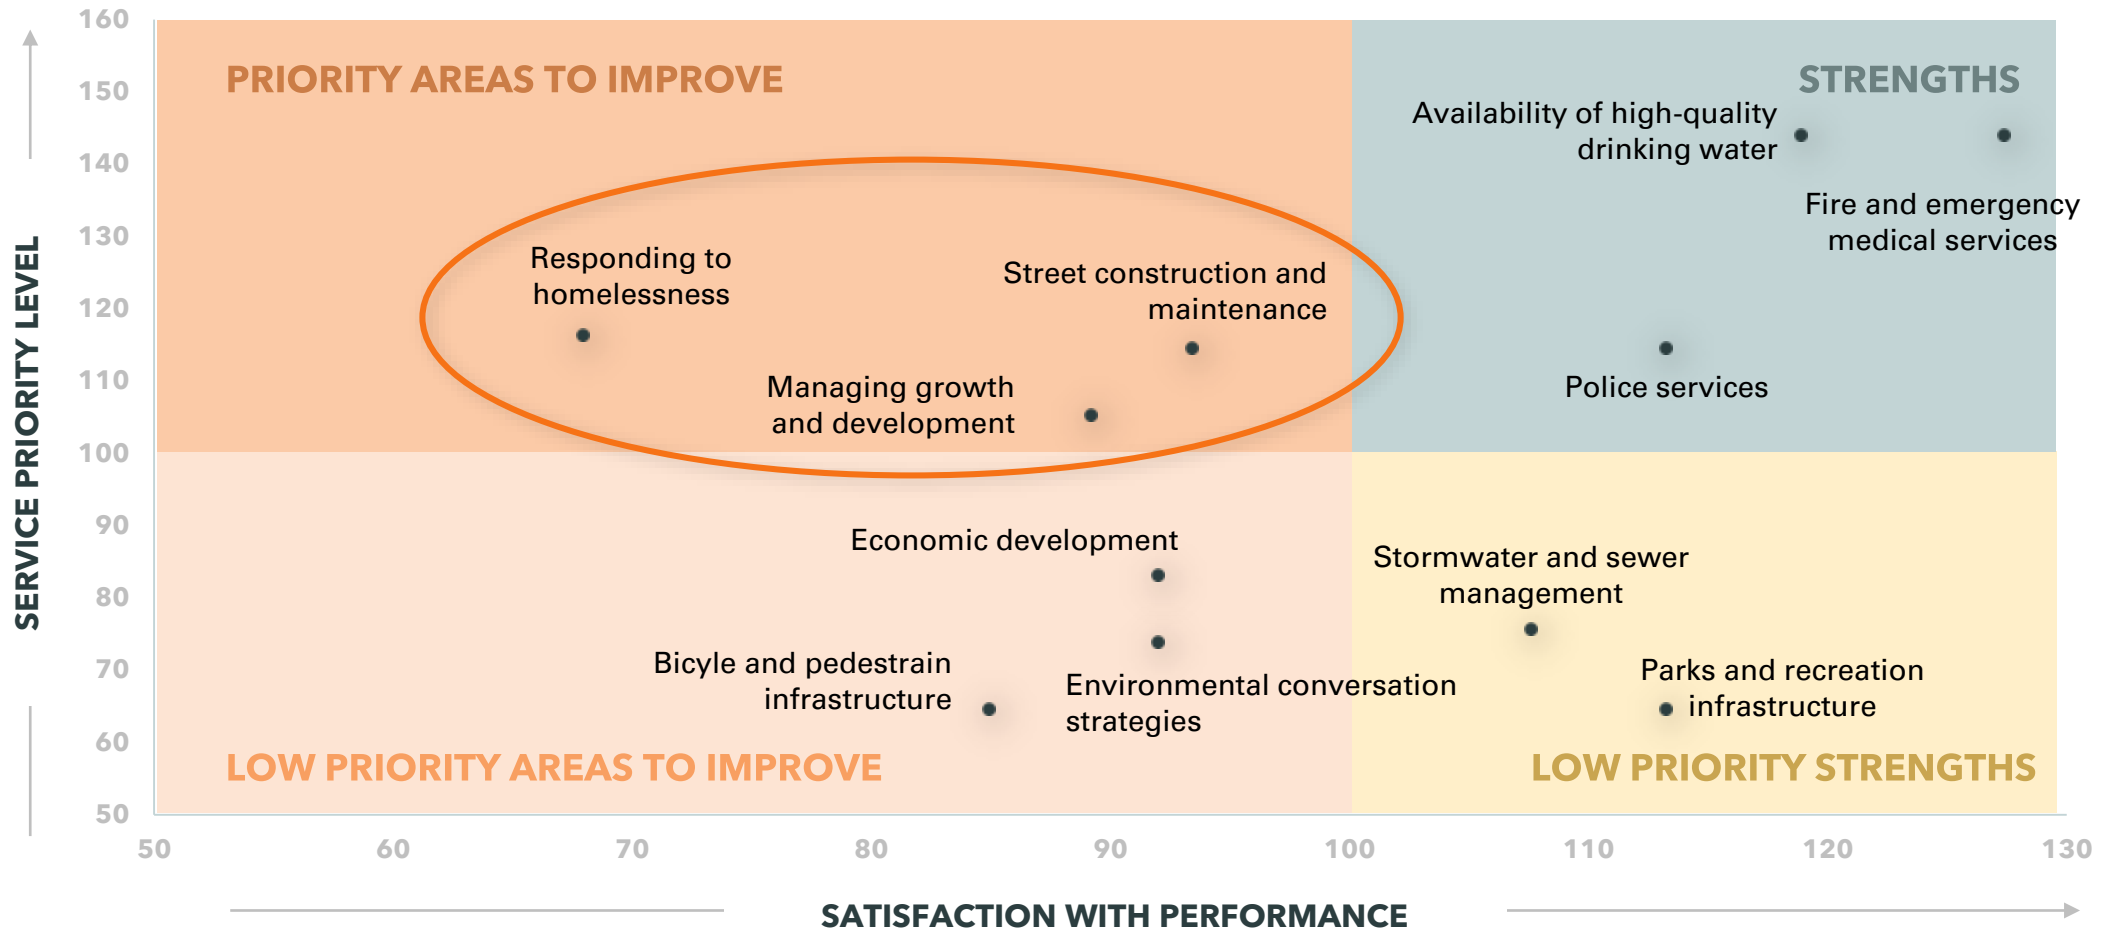 160
150
140
130
120
110
100
90
80
70
60
50
SERVICE PRIORITY LEVEL
PRIORITY AREAS TO IMPROVE
STRENGTHS
Availability of high-quality
drinking water
Fire and emergency
medical services
Responding to
homelessness
Street construction and
maintenance
Managing growth
and development
Police services
Economic development
Stormwater and sewer
management
Bicyle and pedestrain
infrastructure
Environmental conversation
strategies
Parks and recreation
infrastructure
LOW PRIORITY AREAS TO IMPROVE
LOW PRIORITY STRENGTHS
50 60 70 80 90 100 110 120 130
SATISFACTION WITH PERFORMANCE